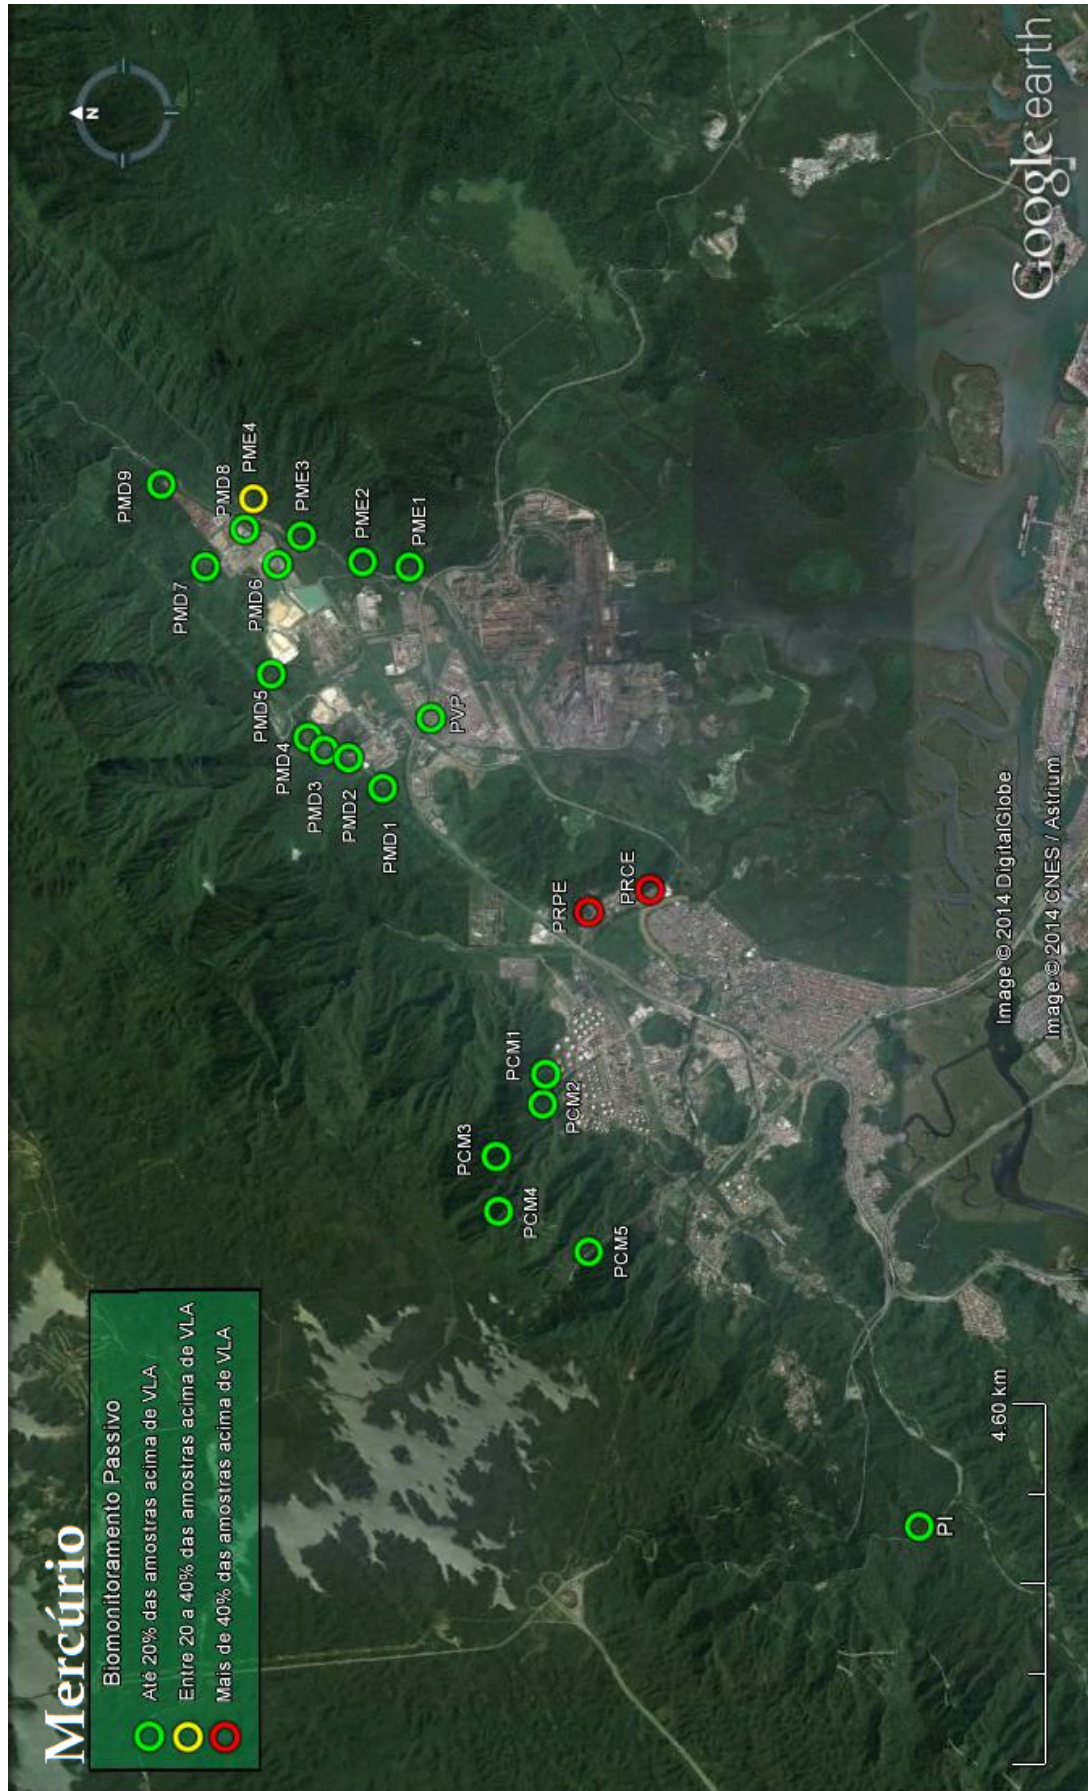 Mercúrio
Biomonitoramento Passivo
Até 20% das amostras acima de VLA
Entre 20 a 40% das amostras acima de VLA
Mais de 40% das amostras acima de VLA
N
PMD9
PMD7
PMD8
PME4
PMD6
PME3
PMD5
PME2
PMD4
PMD3
PME1
PMD2
PVP
PMD1
PCM3
PCM1
PRPE
PCM4
PCM2
PRCE
PCM5
PI
4.60 km
Image © 2014 DigitalGlobe
Image © 2014 CNES / Astrium
Google earth